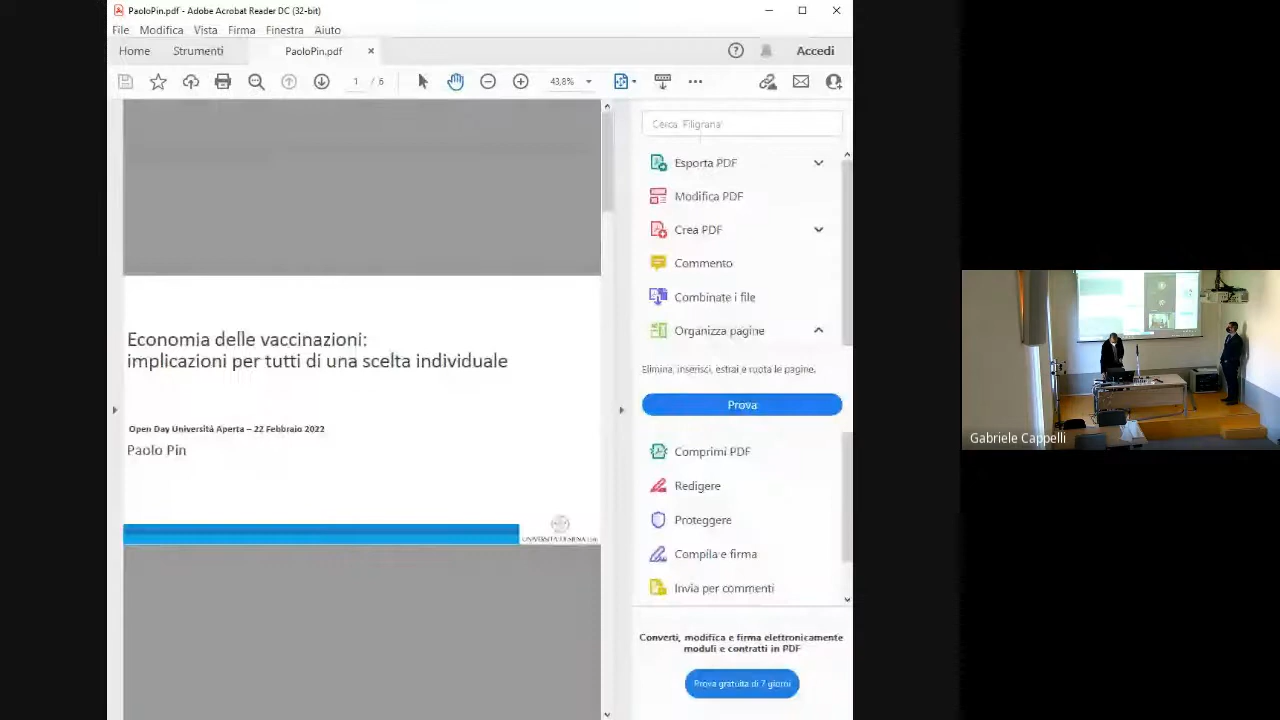 PaoloPin.pdf - Adobe Acrobat Reader DC (32-bit)
File Modifica Vista Firma Finestra Aiuto
Home Strumenti PaoloPin.pdf Accedi
1 / 6 43,8%
Cerca 'Filigrana'
Esporta PDF
Modifica PDF
Crea PDF
Commento
Combinate i file
Organizza pagine
Elimina, inserisci, estrai e ruota le pagine.
Prova
Comprimi PDF
Redigere
Proteggere
Compila e firma
Invia per commenti
Converti, modifica e firma elettronicamente
moduli e contratti in PDF
Prova gratuita di 7 giorni
Economia delle vaccinazioni:
implicazioni per tutti di una scelta individuale
Open Day Università Aperta – 22 Febbraio 2022
Paolo Pin
Gabriele Cappelli